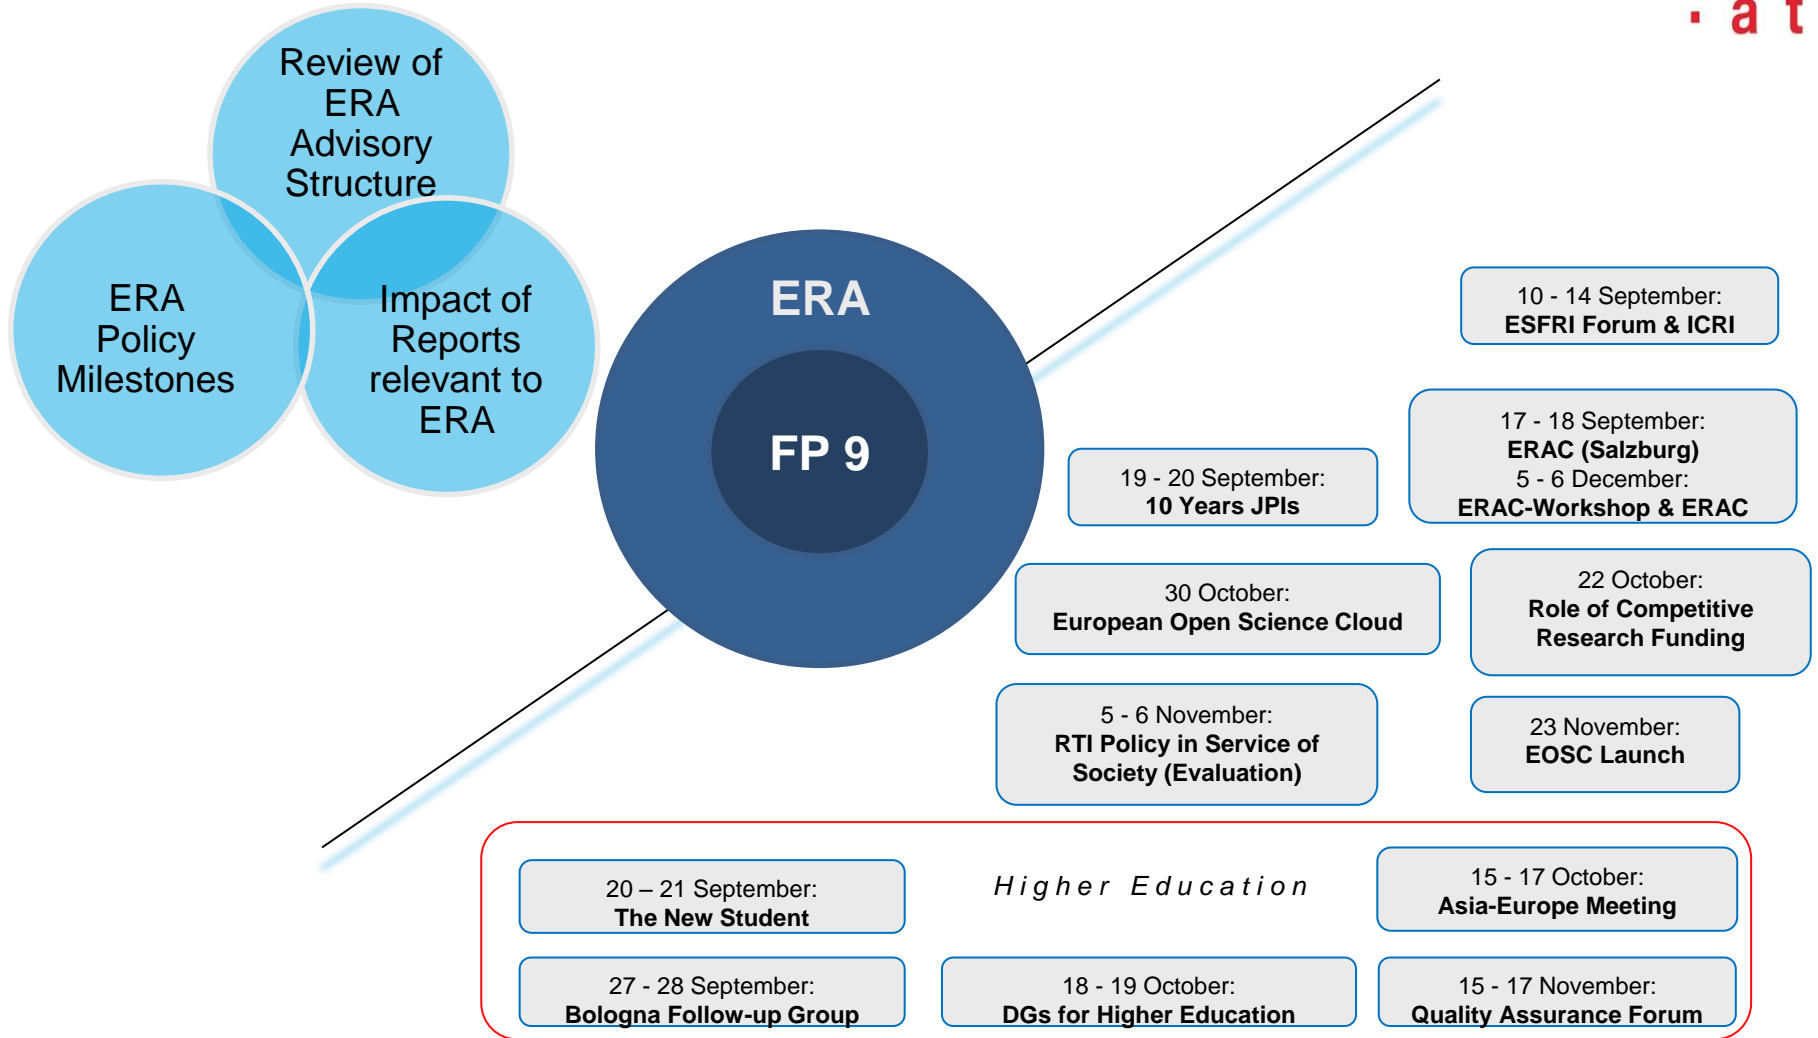 · a t
Review of
ERA
Advisory
Structure
ERA
Policy
Milestones
Impact of
Reports
relevant to
ERA
ERA
FP 9
10 - 14 September:
ESFRI Forum & ICRI
17 - 18 September:
ERAC (Salzburg)
5 - 6 December:
ERAC-Workshop & ERAC
19 - 20 September:
10 Years JPIs
30 October:
European Open Science Cloud
22 October:
Role of Competitive
Research Funding
5 - 6 November:
RTI Policy in Service of
Society (Evaluation)
23 November:
EOSC Launch
Higher Education
20 – 21 September:
The New Student
15 - 17 October:
Asia-Europe Meeting
27 - 28 September:
Bologna Follow-up Group
18 - 19 October:
DGs for Higher Education
15 - 17 November:
Quality Assurance Forum